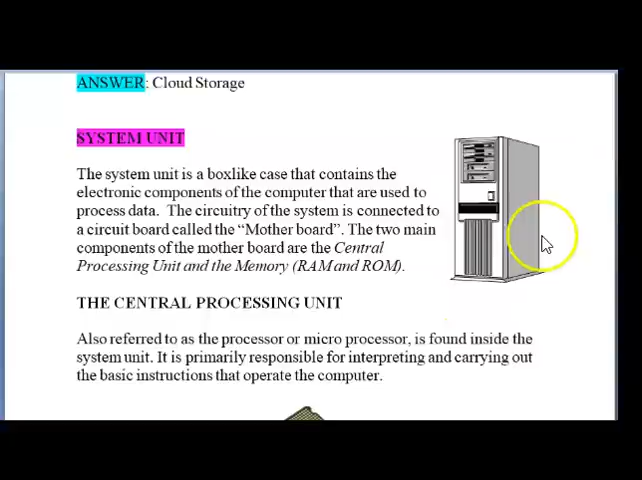 ANSWER: Cloud Storage
SYSTEM UNIT
The system unit is a boxlike case that contains the
electronic components of the computer that are used to
process data.  The circuitry of the system is connected to
a circuit board called the “Mother board”. The two main
components of the mother board are the Central
Processing Unit and the Memory (RAM and ROM).
THE CENTRAL PROCESSING UNIT
Also referred to as the processor or micro processor, is found inside the
system unit. It is primarily responsible for interpreting and carrying out
the basic instructions that operate the computer.